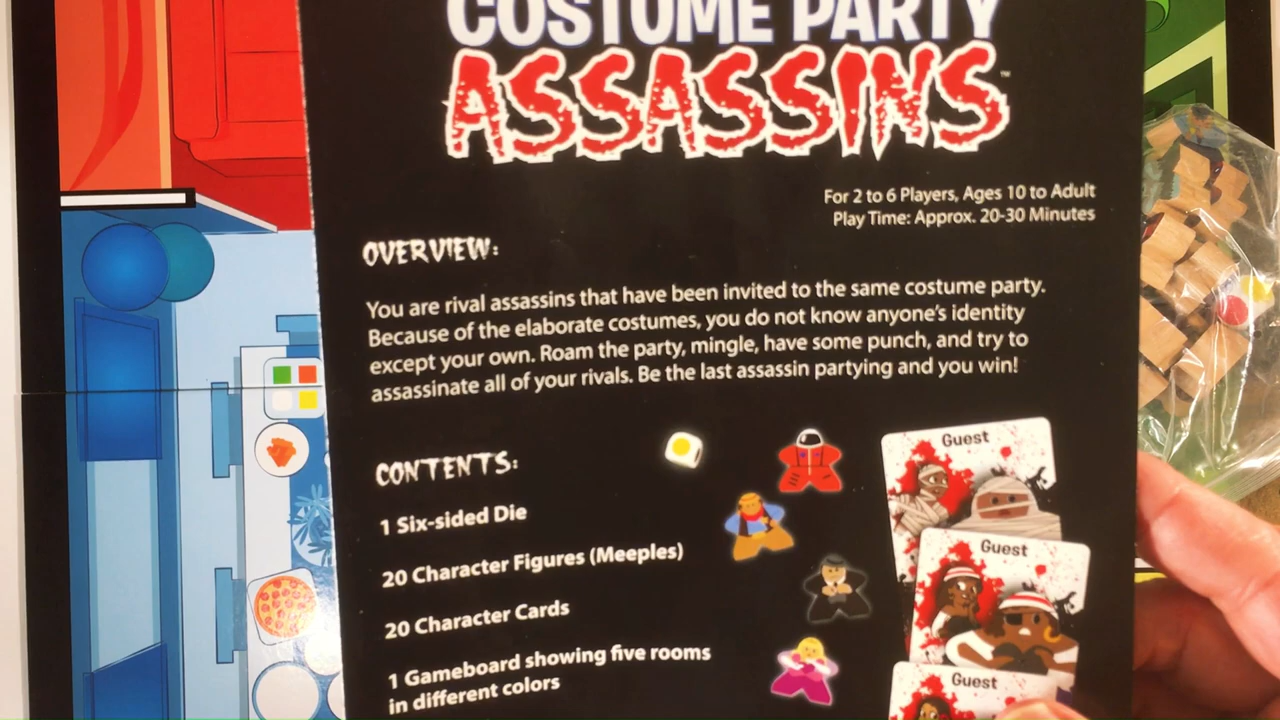 COSTUME PARTY
ASSASSINS™
For 2 to 6 Players, Ages 10 to Adult
Play Time: Approx. 20-30 Minutes
OVERVIEW:
You are rival assassins that have been invited to the same costume party.
Because of the elaborate costumes, you do not know anyone's identity
except your own. Roam the party, mingle, have some punch, and try to
assassinate all of your rivals. Be the last assassin partying and you win!
CONTENTS:
1 Six-sided Die
20 Character Figures (Meeples)
20 Character Cards
1 Gameboard showing five rooms
in different colors
Guest
Guest
Guest